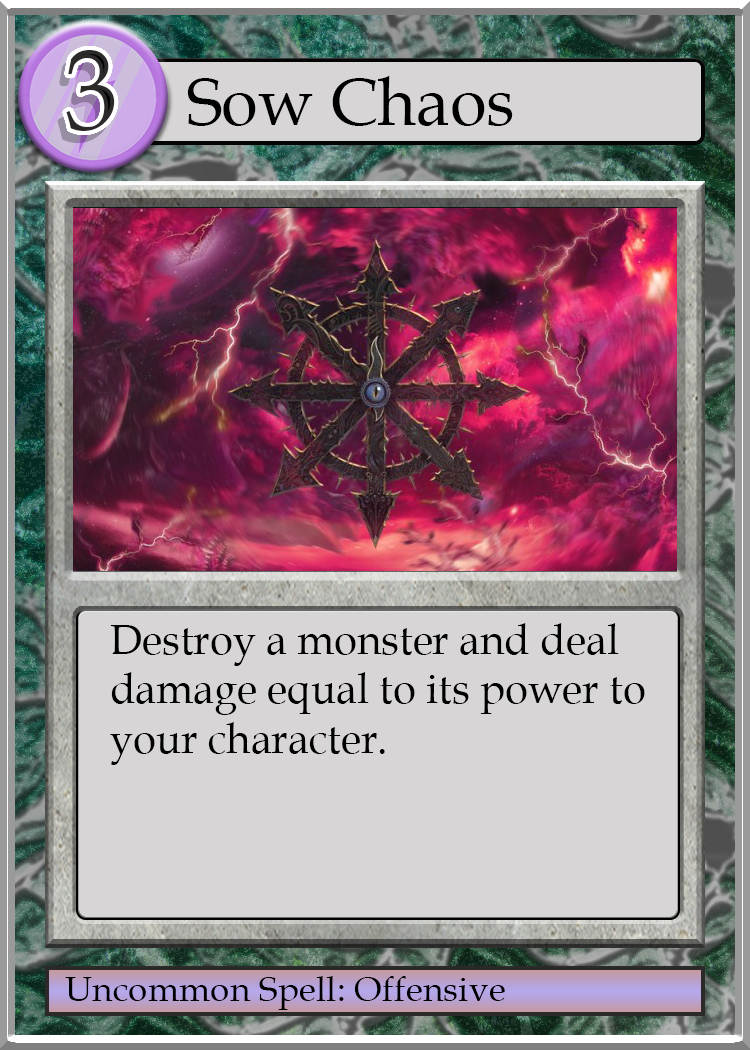 3
Sow Chaos
Destroy a monster and deal
damage equal to its power to
your character.
Uncommon Spell: Offensive